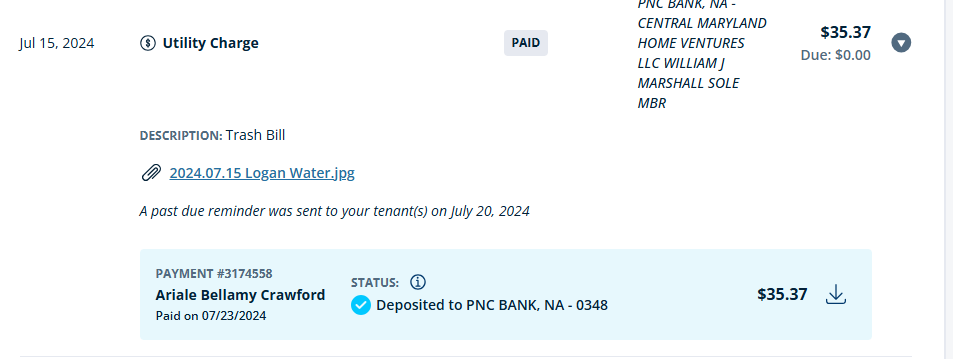 PNC BANK, NA -
CENTRAL MARYLAND
HOME VENTURES
LLC WILLIAM J
MARSHALL SOLE
MBR
Jul 15, 2024
Utility Charge
PAID
$35.37
Due: $0.00
DESCRIPTION: Trash Bill
2024.07.15 Logan Water.jpg
A past due reminder was sent to your tenant(s) on July 20, 2024
PAYMENT #3174558
Ariale Bellamy Crawford
Paid on 07/23/2024
STATUS:
Deposited to PNC BANK, NA - 0348
$35.37